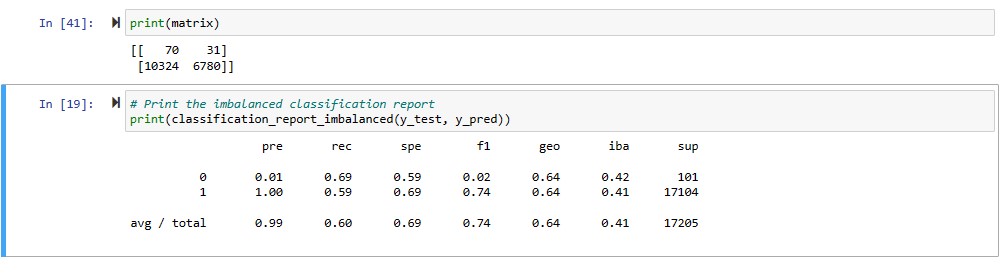 In [41]: print(matrix)
[[   70    31]
 [10324  6780]]
In [19]: # Print the imbalanced classification report
print(classification_report_imbalanced(y_test, y_pred))
                   pre       rec       spe        f1       geo       iba       sup
          0       0.01      0.69      0.59      0.02      0.64      0.42       101
          1       1.00      0.59      0.69      0.74      0.64      0.41     17104
avg / total       0.99      0.60      0.69      0.74      0.64      0.41     17205